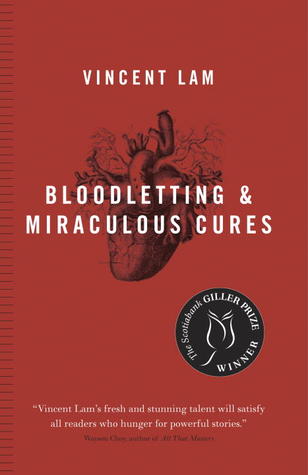 VINCENT LAM
BLOODLETTING &
MIRACULOUS CURES
The Scotiabank GILLER PRIZE
WINNER
“Vincent Lam's fresh and stunning talent will satisfy
all readers who hunger for powerful stories.”
Wayson Choy, author of All That Matters